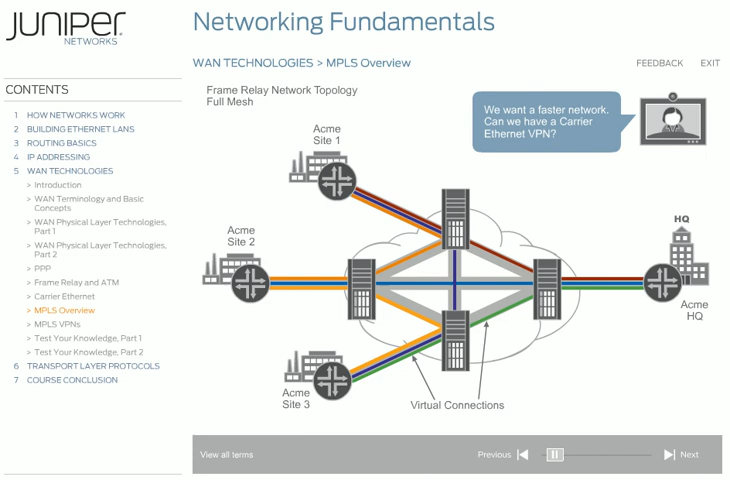 JUNIPER
NETWORKS
Networking Fundamentals
WAN TECHNOLOGIES > MPLS Overview
FEEDBACK
EXIT
CONTENTS
1 HOW NETWORKS WORK
2 BUILDING ETHERNET LANS
3 ROUTING BASICS
4 IP ADDRESSING
5 WAN TECHNOLOGIES
> Introduction
> WAN Terminology and Basic
Concepts
> WAN Physical Layer Technologies,
Part 1
> WAN Physical Layer Technologies,
Part 2
> PPP
> Frame Relay and ATM
> Carrier Ethernet
> MPLS Overview
> MPLS VPNs
> Test Your Knowledge, Part 1
> Test Your Knowledge, Part 2
6 TRANSPORT LAYER PROTOCOLS
7 COURSE CONCLUSION
Frame Relay Network Topology
Full Mesh
We want a faster network.
Can we have a Carrier
Ethernet VPN?
Acme
Site 1
Acme
Site 2
HQ
Acme
HQ
Acme
Site 3
Virtual Connections
View all terms
Previous
Next